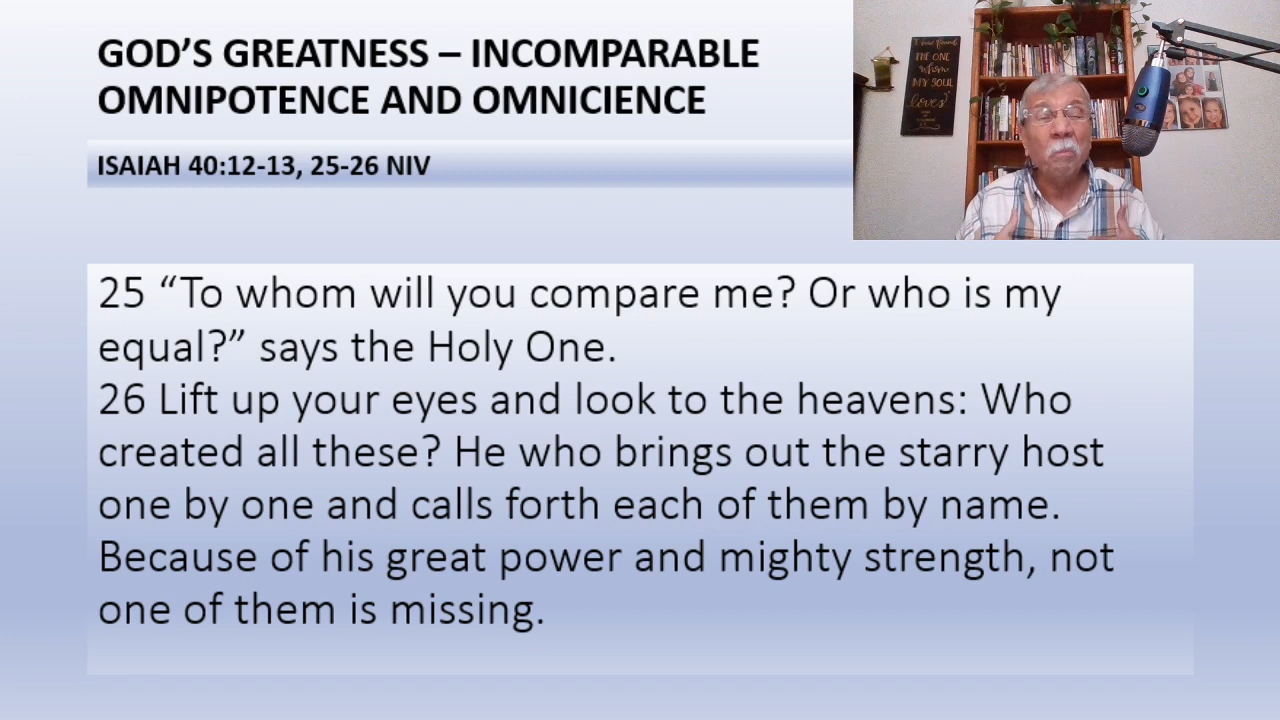 GOD’S GREATNESS – INCOMPARABLE
OMNIPOTENCE AND OMNICIENCE
ISAIAH 40:12-13, 25-26 NIV
25 “To whom will you compare me? Or who is my
equal?” says the Holy One.
26 Lift up your eyes and look to the heavens: Who
created all these? He who brings out the starry host
one by one and calls forth each of them by name.
Because of his great power and mighty strength, not
one of them is missing.
THE ONE
whom
MY SOUL
loves